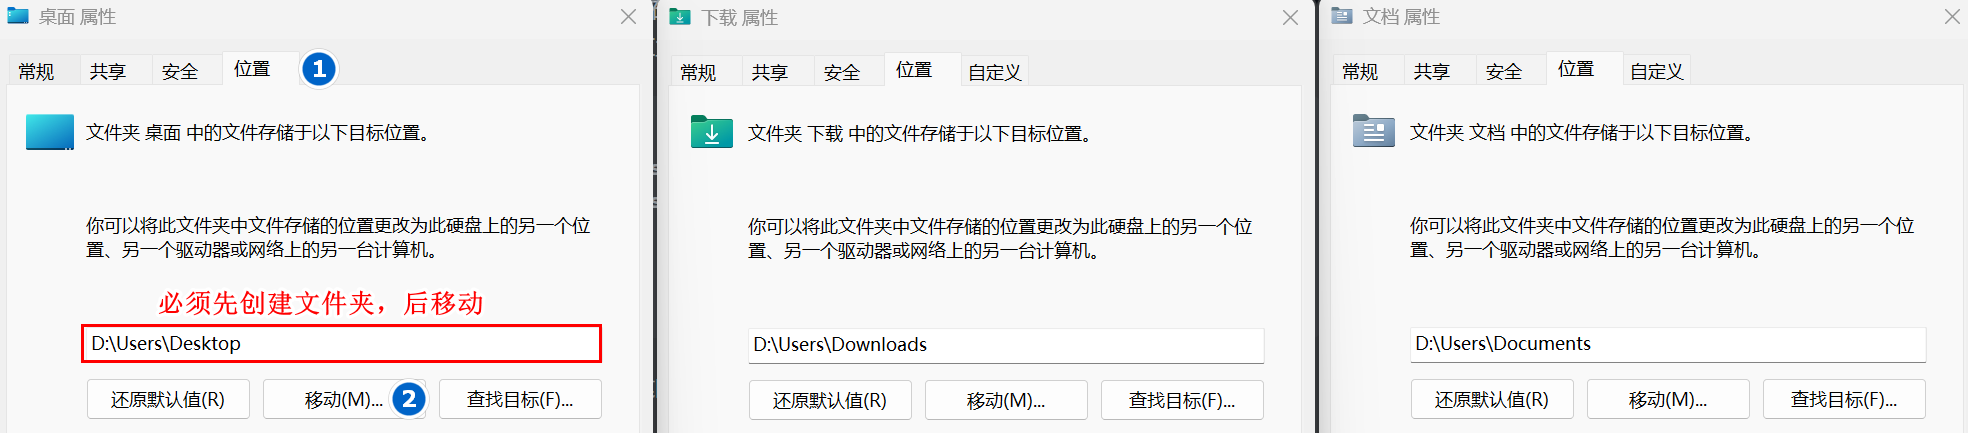 桌面 属性
常规 共享 安全 位置 1
文件夹 桌面 中的文件存储于以下目标位置。
你可以将此文件夹中文件存储的位置更改为此硬盘上的另一个位
置、另一个驱动器或网络上的另一台计算机。
必须先创建文件夹，后移动
D:\Users\Desktop
还原默认值(R) 移动(M)... 2 查找目标(F)...
下载 属性
常规 共享 安全 位置 自定义
文件夹 下载 中的文件存储于以下目标位置。
你可以将此文件夹中文件存储的位置更改为此硬盘上的另一个位
置、另一个驱动器或网络上的另一台计算机。
D:\Users\Downloads
还原默认值(R) 移动(M)... 查找目标(F)...
文档 属性
常规 共享 安全 位置 自定义
文件夹 文档 中的文件存储于以下目标位置。
你可以将此文件夹中文件存储的位置更改为此硬盘上的另一个位
置、另一个驱动器或网络上的另一台计算机。
D:\Users\Documents
还原默认值(R) 移动(M)... 查找目标(F)...